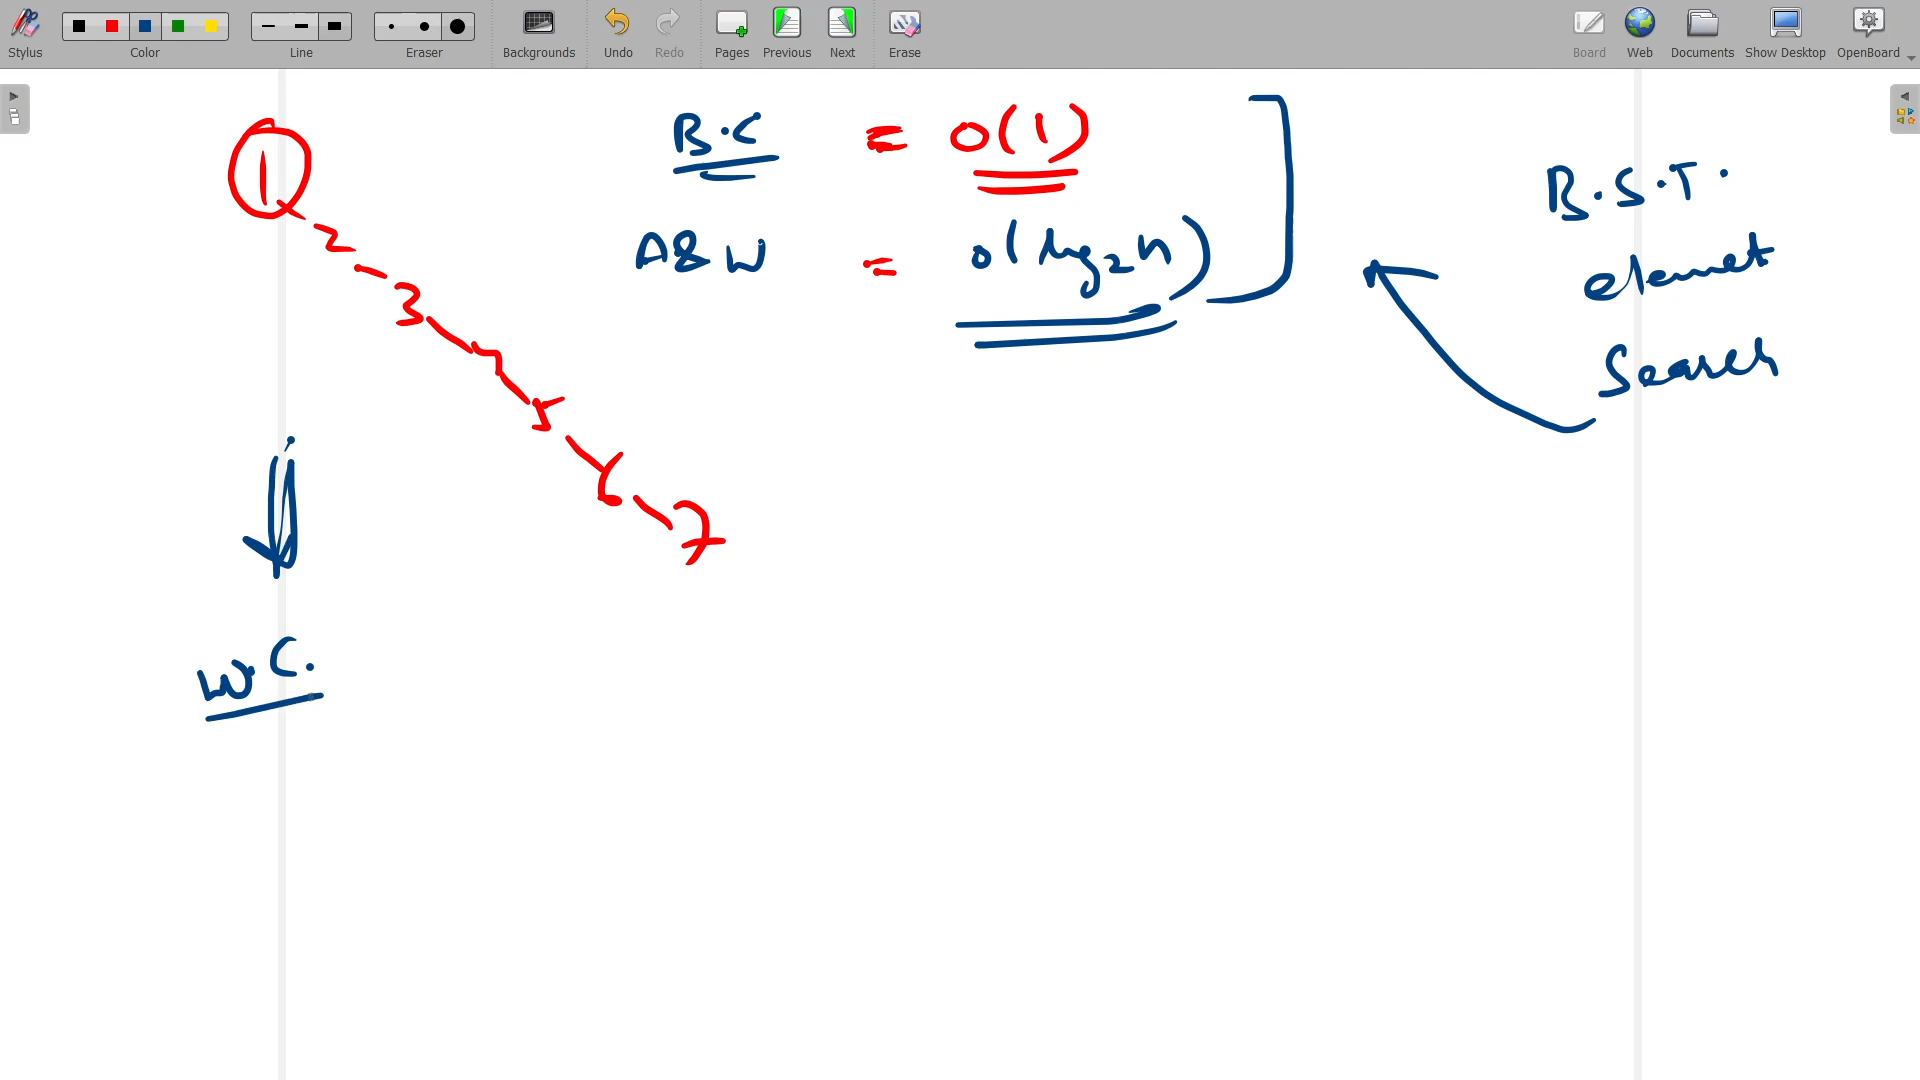 Stylus Color Line Eraser Backgrounds Undo Redo Pages Previous Next Erase Board Web Documents Show Desktop OpenBoard
B.C = O(1)
A&W = O(log2n)
B.S.T.
elemet
Search
1
2
3
4
5
6
7
W.C.